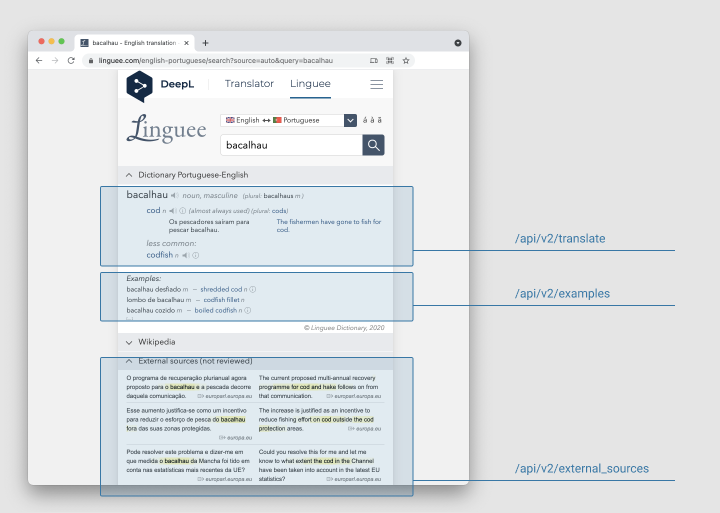 bacalhau - English translation
linguee.com/english-portuguese/search?source=auto&query=bacalhau
DeepL Translator Linguee
Linguee
English ↔ Portuguese á à ã
bacalhau
Dictionary Portuguese-English
bacalhau noun, masculine (plural: bacalhaus m)
cod n (almost always used) (plural: cods)
Os pescadores saíram para pescar bacalhau.
The fishermen have gone to fish for cod.
less common:
codfish n
/api/v2/translate
Examples:
bacalhau desfiado m — shredded cod n
lombo de bacalhau m — codfish fillet n
bacalhau cozido m — boiled codfish n
/api/v2/examples
© Linguee Dictionary, 2020
Wikipedia
External sources (not reviewed)
O programa de recuperação plurianual agora
proposto para o bacalhau e a pescada decorre
daquela comunicação. europarl.europa.eu
The current proposed multi-annual recovery
programme for cod and hake follows on from
that communication. europarl.europa.eu
Esse aumento justifica-se como um incentivo
para reduzir o esforço de pesca do bacalhau
fora das suas zonas protegidas.
europa.eu
The increase is justified as an incentive to
reduce fishing effort on cod outside the cod
protection areas. europa.eu
Pode resolver este problema e dizer-me em
que medida o bacalhau da Mancha foi tido em
conta nas estatísticas mais recentes da UE?
europarl.europa.eu
Could you resolve this for me and let me
know to what extent the cod in the Channel
have been taken into account in the latest EU
statistics? europarl.europa.eu
/api/v2/external_sources